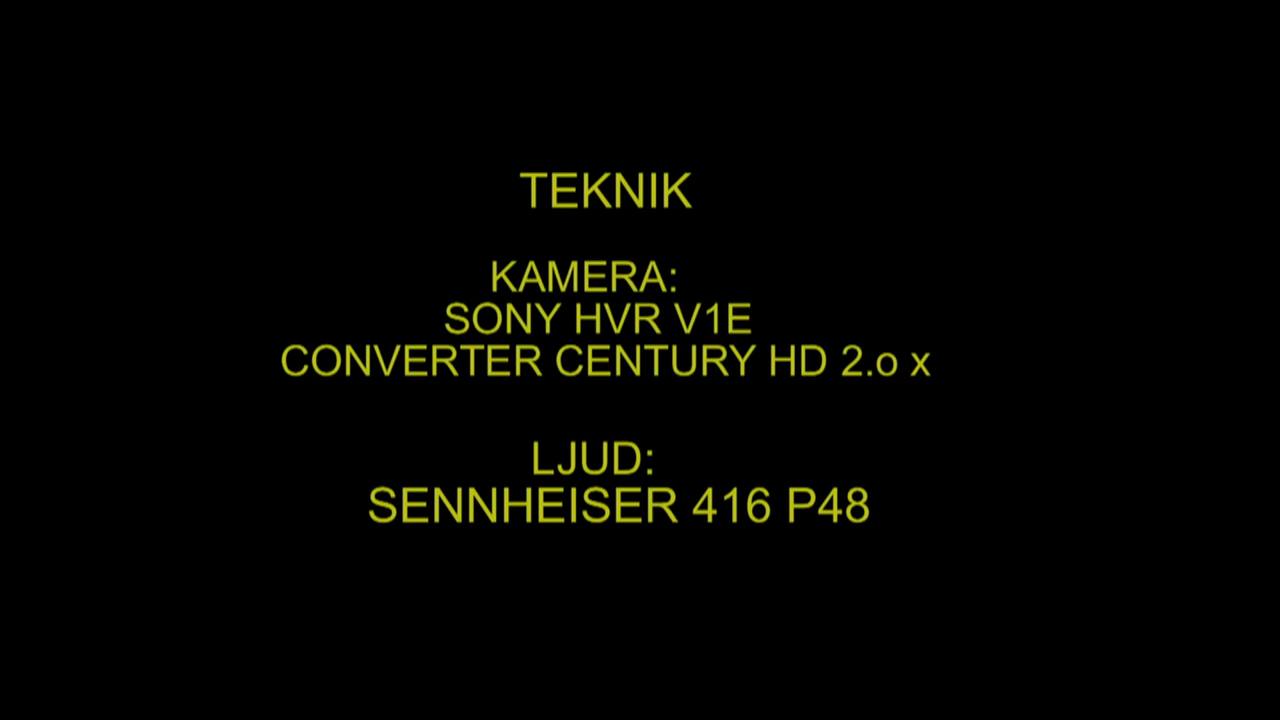 TEKNIK
KAMERA:
SONY HVR V1E
CONVERTER CENTURY HD 2.o x
LJUD:
SENNHEISER 416 P48